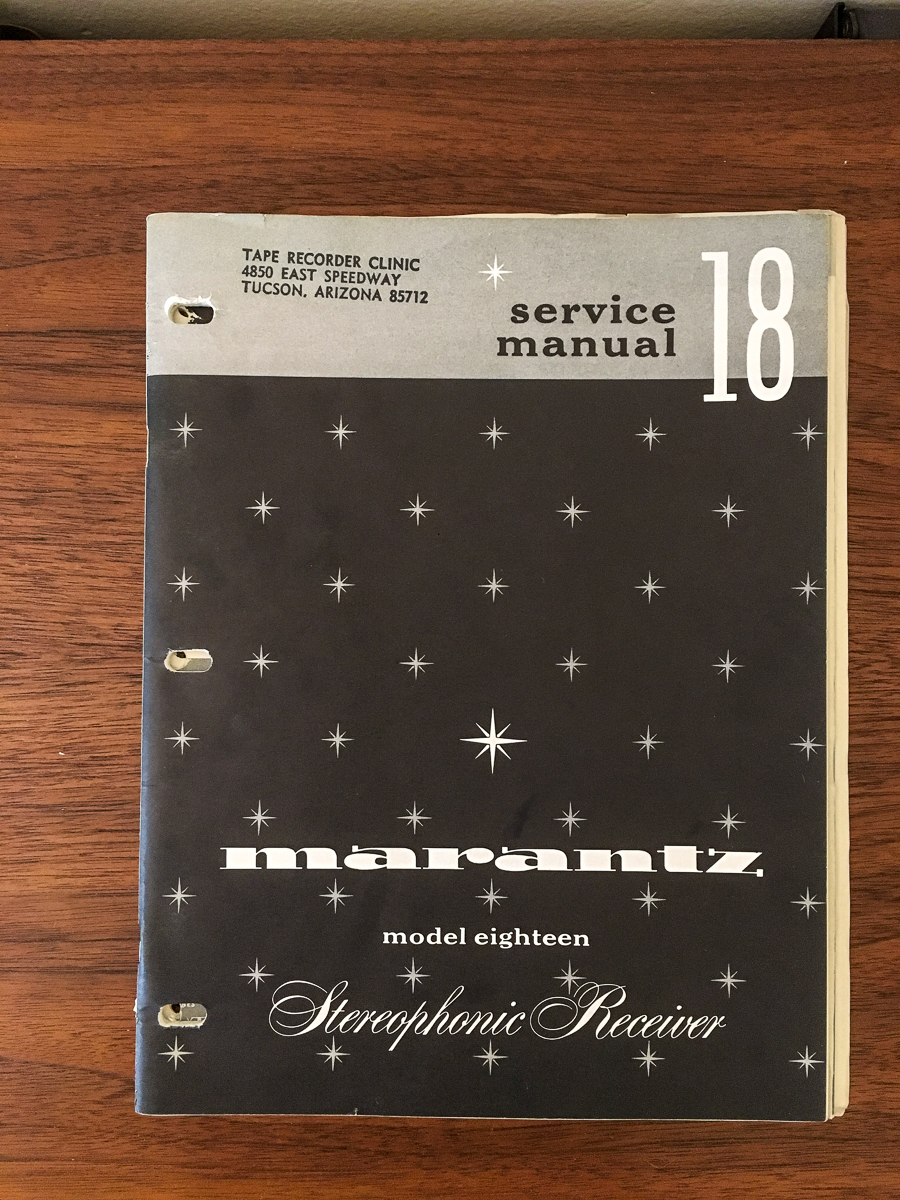 TAPE RECORDER CLINIC
4850 EAST SPEEDWAY
TUCSON, ARIZONA 85712
service
manual
18
marantz
model eighteen
Stereophonic Receiver